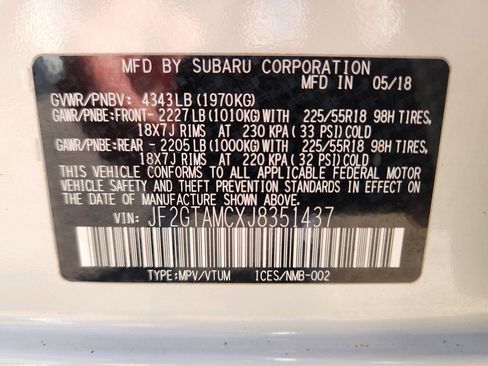 MFD BY SUBARU CORPORATION
MFD IN 05/18
GVWR/PNBV: 4343LB(1970KG)
GAWR/PNBE:FRONT- 2227LB(1010KG)WITH 225/55R18 98H TIRES,
18X7J RIMS AT 230 KPA(33 PSI)COLD
GAWR/PNBE:REAR - 2205LB(1000KG)WITH 225/55R18 98H TIRES,
18X7J RIMS AT 220 KPA(32 PSI)COLD
THIS VEHICLE CONFORMS TO ALL APPLICABLE FEDERAL MOTOR
VEHICLE SAFETY AND THEFT PREVENTION STANDARDS IN EFFECT ON
THE DATE OF MANUFACTURE SHOWN ABOVE.
VIN: JF2GTAMCXJ8351437
TYPE:MPV/VTUM ICES/NMB-002